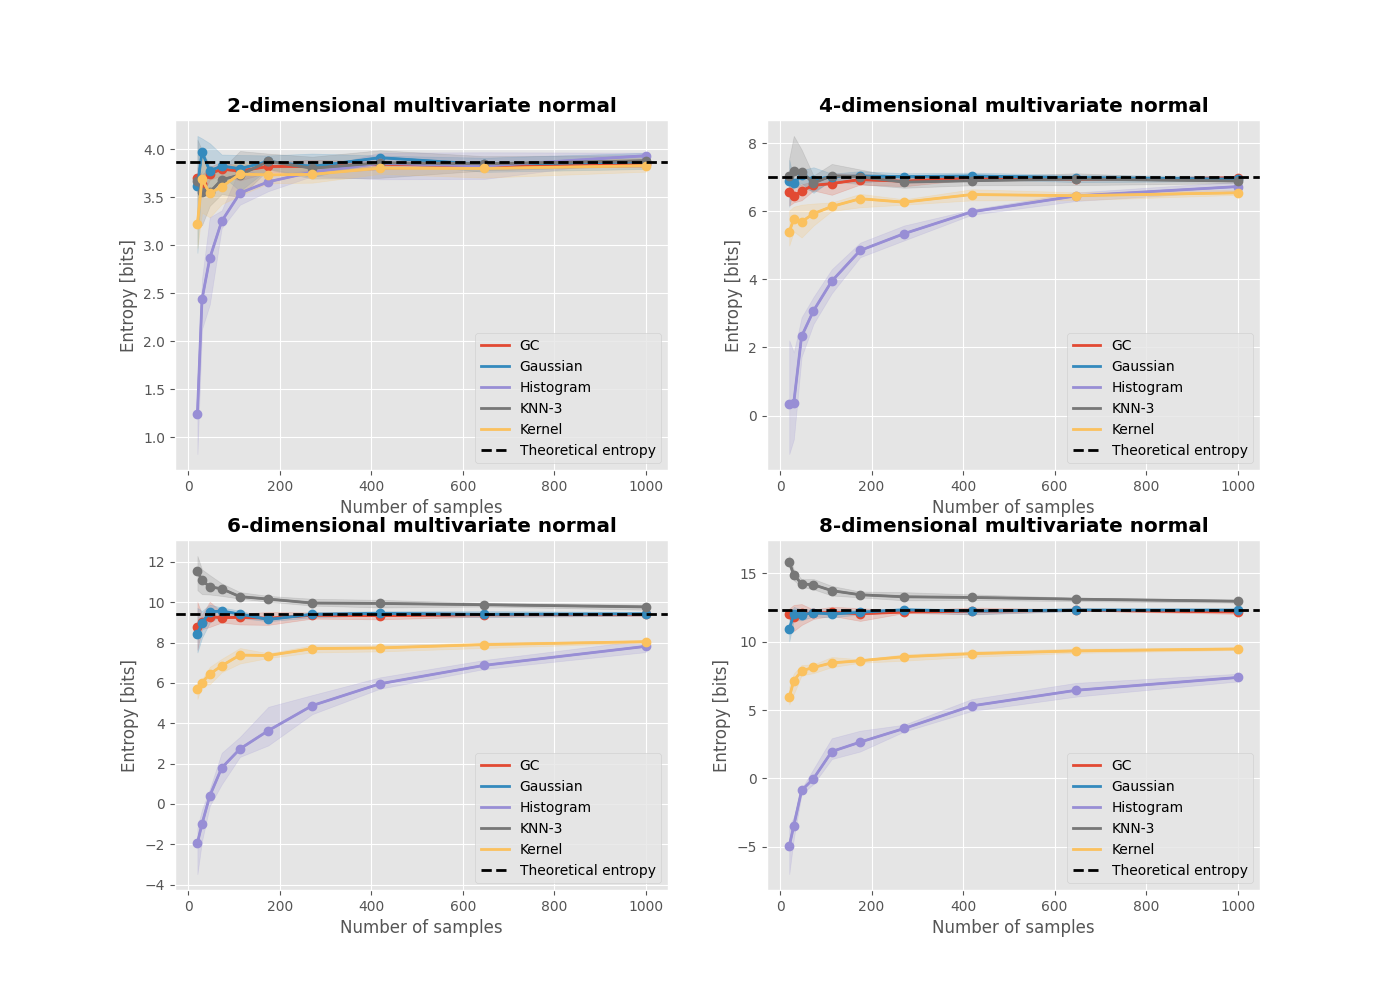 2-dimensional multivariate normal
4.0
3.5
3.0
2.5
2.0
1.5
1.0
Entropy [bits]
GC
Gaussian
Histogram
KNN-3
Kernel
Theoretical entropy
0 200 400 600 800 1000
Number of samples
4-dimensional multivariate normal
8
6
4
2
0
Entropy [bits]
GC
Gaussian
Histogram
KNN-3
Kernel
Theoretical entropy
0 200 400 600 800 1000
Number of samples
6-dimensional multivariate normal
12
10
8
6
4
2
0
−2
−4
Entropy [bits]
GC
Gaussian
Histogram
KNN-3
Kernel
Theoretical entropy
0 200 400 600 800 1000
Number of samples
8-dimensional multivariate normal
15
10
5
0
−5
Entropy [bits]
GC
Gaussian
Histogram
KNN-3
Kernel
Theoretical entropy
0 200 400 600 800 1000
Number of samples